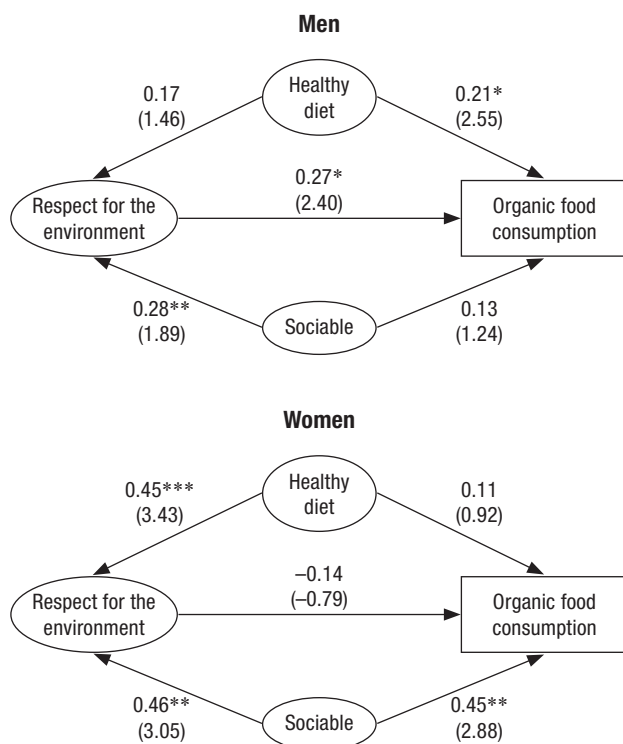 Men
Healthy
diet
0.17
(1.46)
0.21*
(2.55)
0.27*
(2.40)
Respect for the
environment
Organic food
consumption
0.28**
(1.89)
Sociable
0.13
(1.24)
Women
Healthy
diet
0.45***
(3.43)
0.11
(0.92)
–0.14
(–0.79)
Respect for the
environment
Organic food
consumption
0.46**
(3.05)
Sociable
0.45**
(2.88)